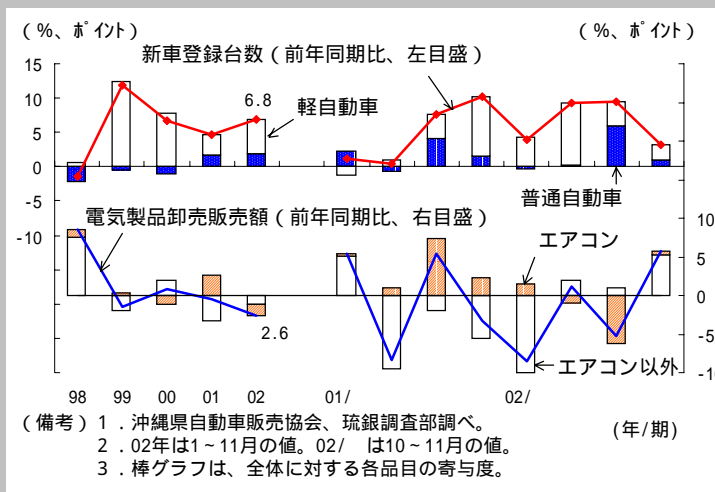 (%、ポイント) (%、ポイント)
新車登録台数(前年同期比、左目盛)
15
10
5
0
-5
-10
6.8
軽自動車
普通自動車
電気製品卸売販売額(前年同期比、右目盛)
エアコン
10
5
0
-5
-10
2.6
エアコン以外
98 99 00 01 02 01/ 02/
(年/期)
(備考)1.沖縄県自動車販売協会、琉銀調査部調べ。
2.02年は1~11月の値。02/ は10~11月の値。
3.棒グラフは、全体に対する各品目の寄与度。